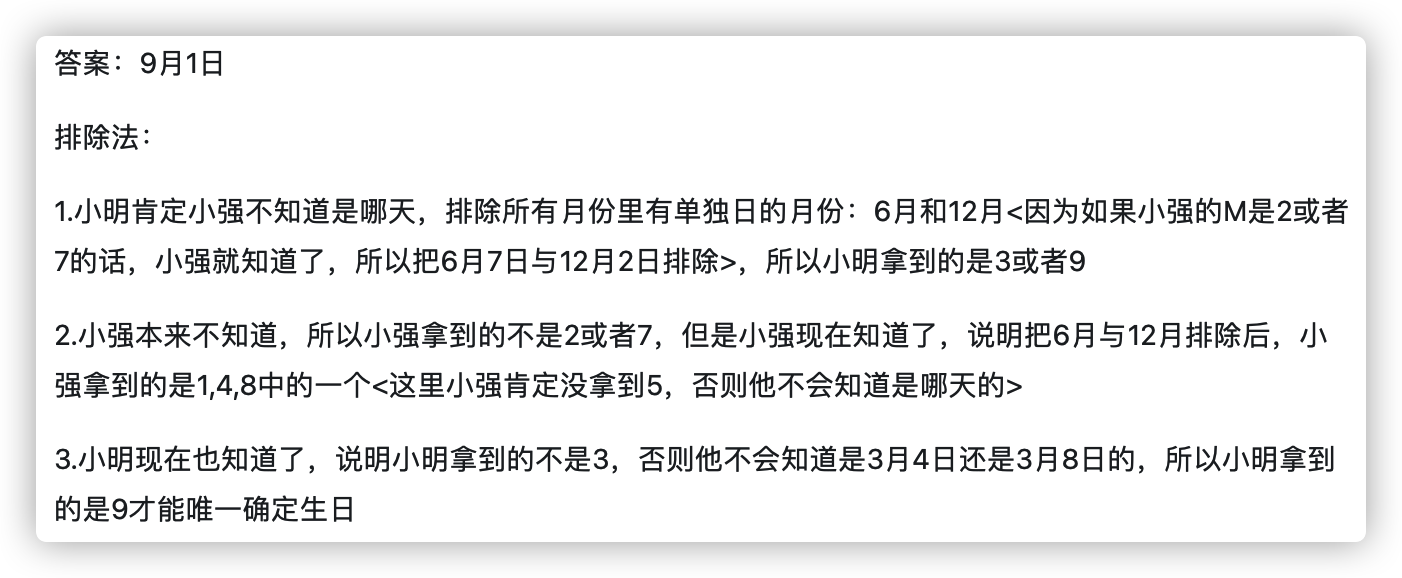 答案：9月1日
排除法：
1.小明肯定小强不知道是哪天，排除所有月份里有单独日的月份：6月和12月<因为如果小强的M是2或者
7的话，小强就知道了，所以把6月7日与12月2日排除>，所以小明拿到的是3或者9
2.小强本来不知道，所以小强拿到的不是2或者7，但是小强现在知道了，说明把6月与12月排除后，小
强拿到的是1,4,8中的一个<这里小强肯定没拿到5，否则他不会知道是哪天的>
3.小明现在也知道了，说明小明拿到的不是3，否则他不会知道是3月4日还是3月8日的，所以小明拿到
的是9才能唯一确定生日